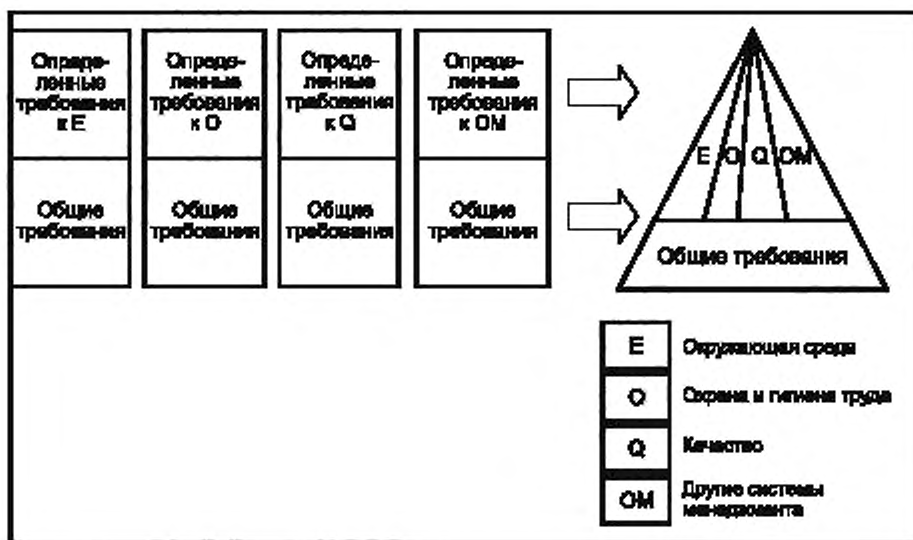 Опреде-
ленные
требования
к E
Опреде-
ленные
требования
к O
Опреде-
ленные
требования
к Q
Опреде-
ленные
требования
к OM
Общие
требования
Общие
требования
Общие
требования
Общие
требования
E O Q OM
Общие требования
E Окружающая среда
O Охрана и гигиена труда
Q Качество
OM Другие системы
менеджмента